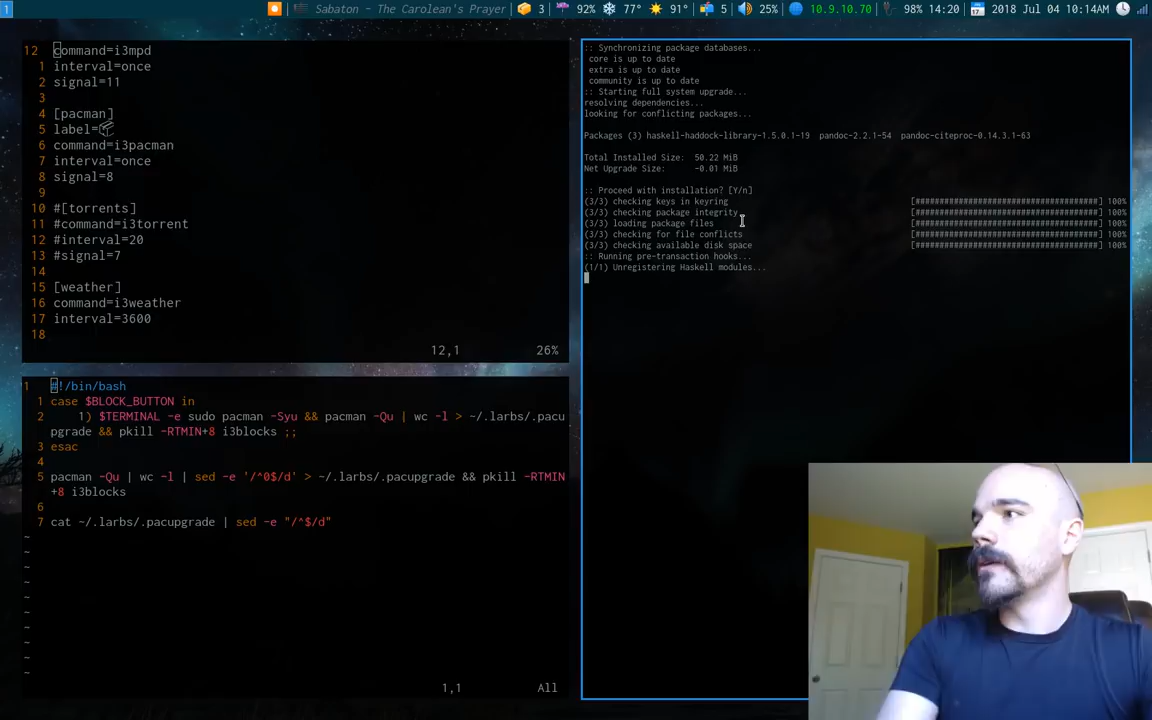 1 Sabaton - The Carolean's Prayer 3 92% 77° 91° 5 25% 10.9.10.70 98% 14:20 2018 Jul 04 10:14AM
12 command=i3mpd
1 interval=once
2 signal=11
3
4 [pacman]
5 label=📦
6 command=i3pacman
7 interval=once
8 signal=8
9
10 #[torrents]
11 #command=i3torrent
12 #interval=20
13 #signal=7
14
15 [weather]
16 command=i3weather
17 interval=3600
18
12,1 26%
1 #!/bin/bash
1 case $BLOCK_BUTTON in
2 1) $TERMINAL -e sudo pacman -Syu && pacman -Qu | wc -l > ~/.larbs/.pacu
pgrade && pkill -RTMIN+8 i3blocks ;;
3 esac
4
5 pacman -Qu | wc -l | sed -e '/^0$/d' > ~/.larbs/.pacupgrade && pkill -RTMIN
+8 i3blocks
6
7 cat ~/.larbs/.pacupgrade | sed -e "/^$/d"
~
~
~
~
~
~
~
~
~
~
1,1 All
:: Synchronizing package databases...
core is up to date
extra is up to date
community is up to date
:: Starting full system upgrade...
resolving dependencies...
looking for conflicting packages...
Packages (3) haskell-haddock-library-1.5.0.1-19 pandoc-2.2.1-54 pandoc-citeproc-0.14.3.1-63
Total Installed Size: 50.22 MiB
Net Upgrade Size: -0.01 MiB
:: Proceed with installation? [Y/n]
(3/3) checking keys in keyring [######################################] 100%
(3/3) checking package integrity [######################################] 100%
(3/3) loading package files [######################################] 100%
(3/3) checking for file conflicts [######################################] 100%
(3/3) checking available disk space [######################################] 100%
:: Running pre-transaction hooks...
(1/1) Unregistering Haskell modules...